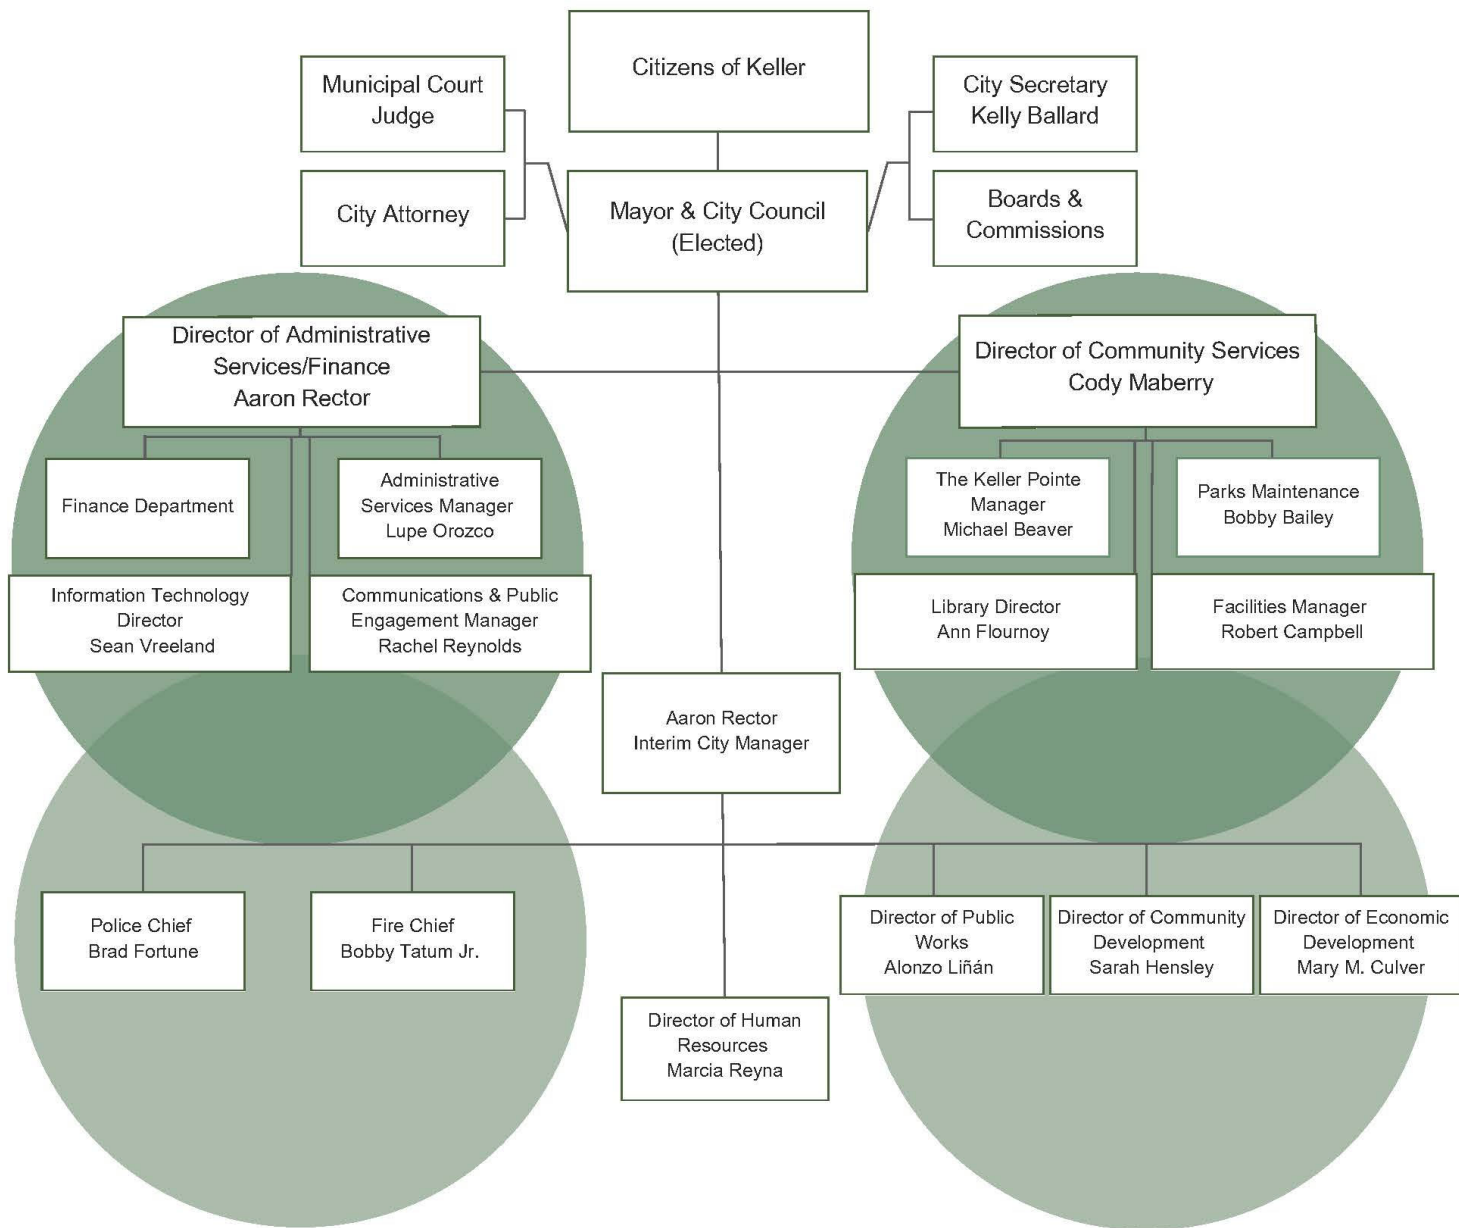 Citizens of Keller
Municipal Court
Judge
City Secretary
Kelly Ballard
City Attorney
Mayor & City Council
(Elected)
Boards &
Commissions
Director of Administrative
Services/Finance
Aaron Rector
Director of Community Services
Cody Maberry
Finance Department
Administrative
Services Manager
Lupe Orozco
The Keller Pointe
Manager
Michael Beaver
Parks Maintenance
Bobby Bailey
Information Technology
Director
Sean Vreeland
Communications & Public
Engagement Manager
Rachel Reynolds
Library Director
Ann Flournoy
Facilities Manager
Robert Campbell
Aaron Rector
Interim City Manager
Police Chief
Brad Fortune
Fire Chief
Bobby Tatum Jr.
Director of Public
Works
Alonzo Liñán
Director of Community
Development
Sarah Hensley
Director of Economic
Development
Mary M. Culver
Director of Human
Resources
Marcia Reyna